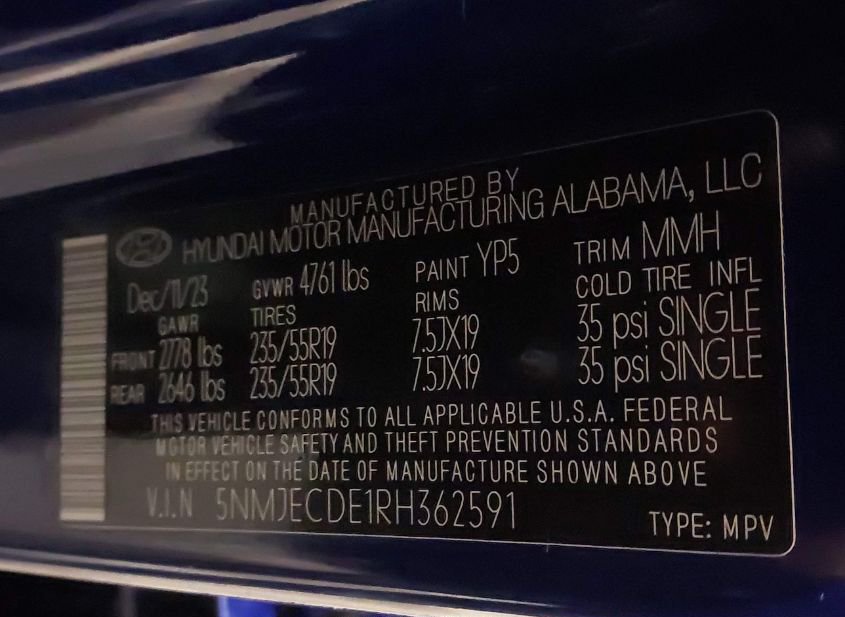 MANUFACTURED BY
HYUNDAI MOTOR MANUFACTURING ALABAMA, LLC
Dec/11/23 GVWR 4761 lbs PAINT YP5 TRIM MMH
GAWR TIRES RIMS COLD TIRE INFL
FRONT 2778 lbs 235/55R19 7.5JX19 35 psi SINGLE
REAR 2646 lbs 235/55R19 7.5JX19 35 psi SINGLE
THIS VEHICLE CONFORMS TO ALL APPLICABLE U.S.A. FEDERAL
MOTOR VEHICLE SAFETY AND THEFT PREVENTION STANDARDS
IN EFFECT ON THE DATE OF MANUFACTURE SHOWN ABOVE
V.I.N 5NMJECDE1RH362591
TYPE: MPV